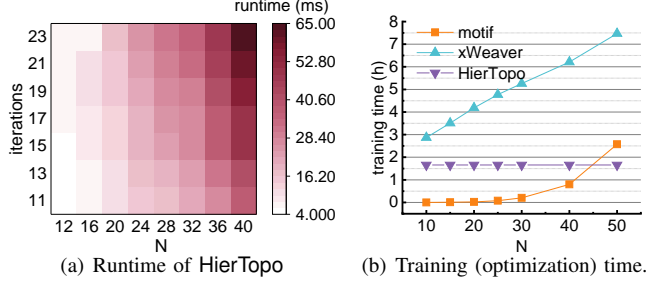 runtime (ms)
iterations
23
21
19
17
15
13
11
12 16 20 24 28 32 36 40
N
65.00
52.80
40.60
28.40
16.20
4.000
(a) Runtime of HierTopo
training time (h)
8
7
6
5
4
3
2
1
0
motif
xWeaver
HierTopo
10 20 30 40 50
N
(b) Training (optimization) time.